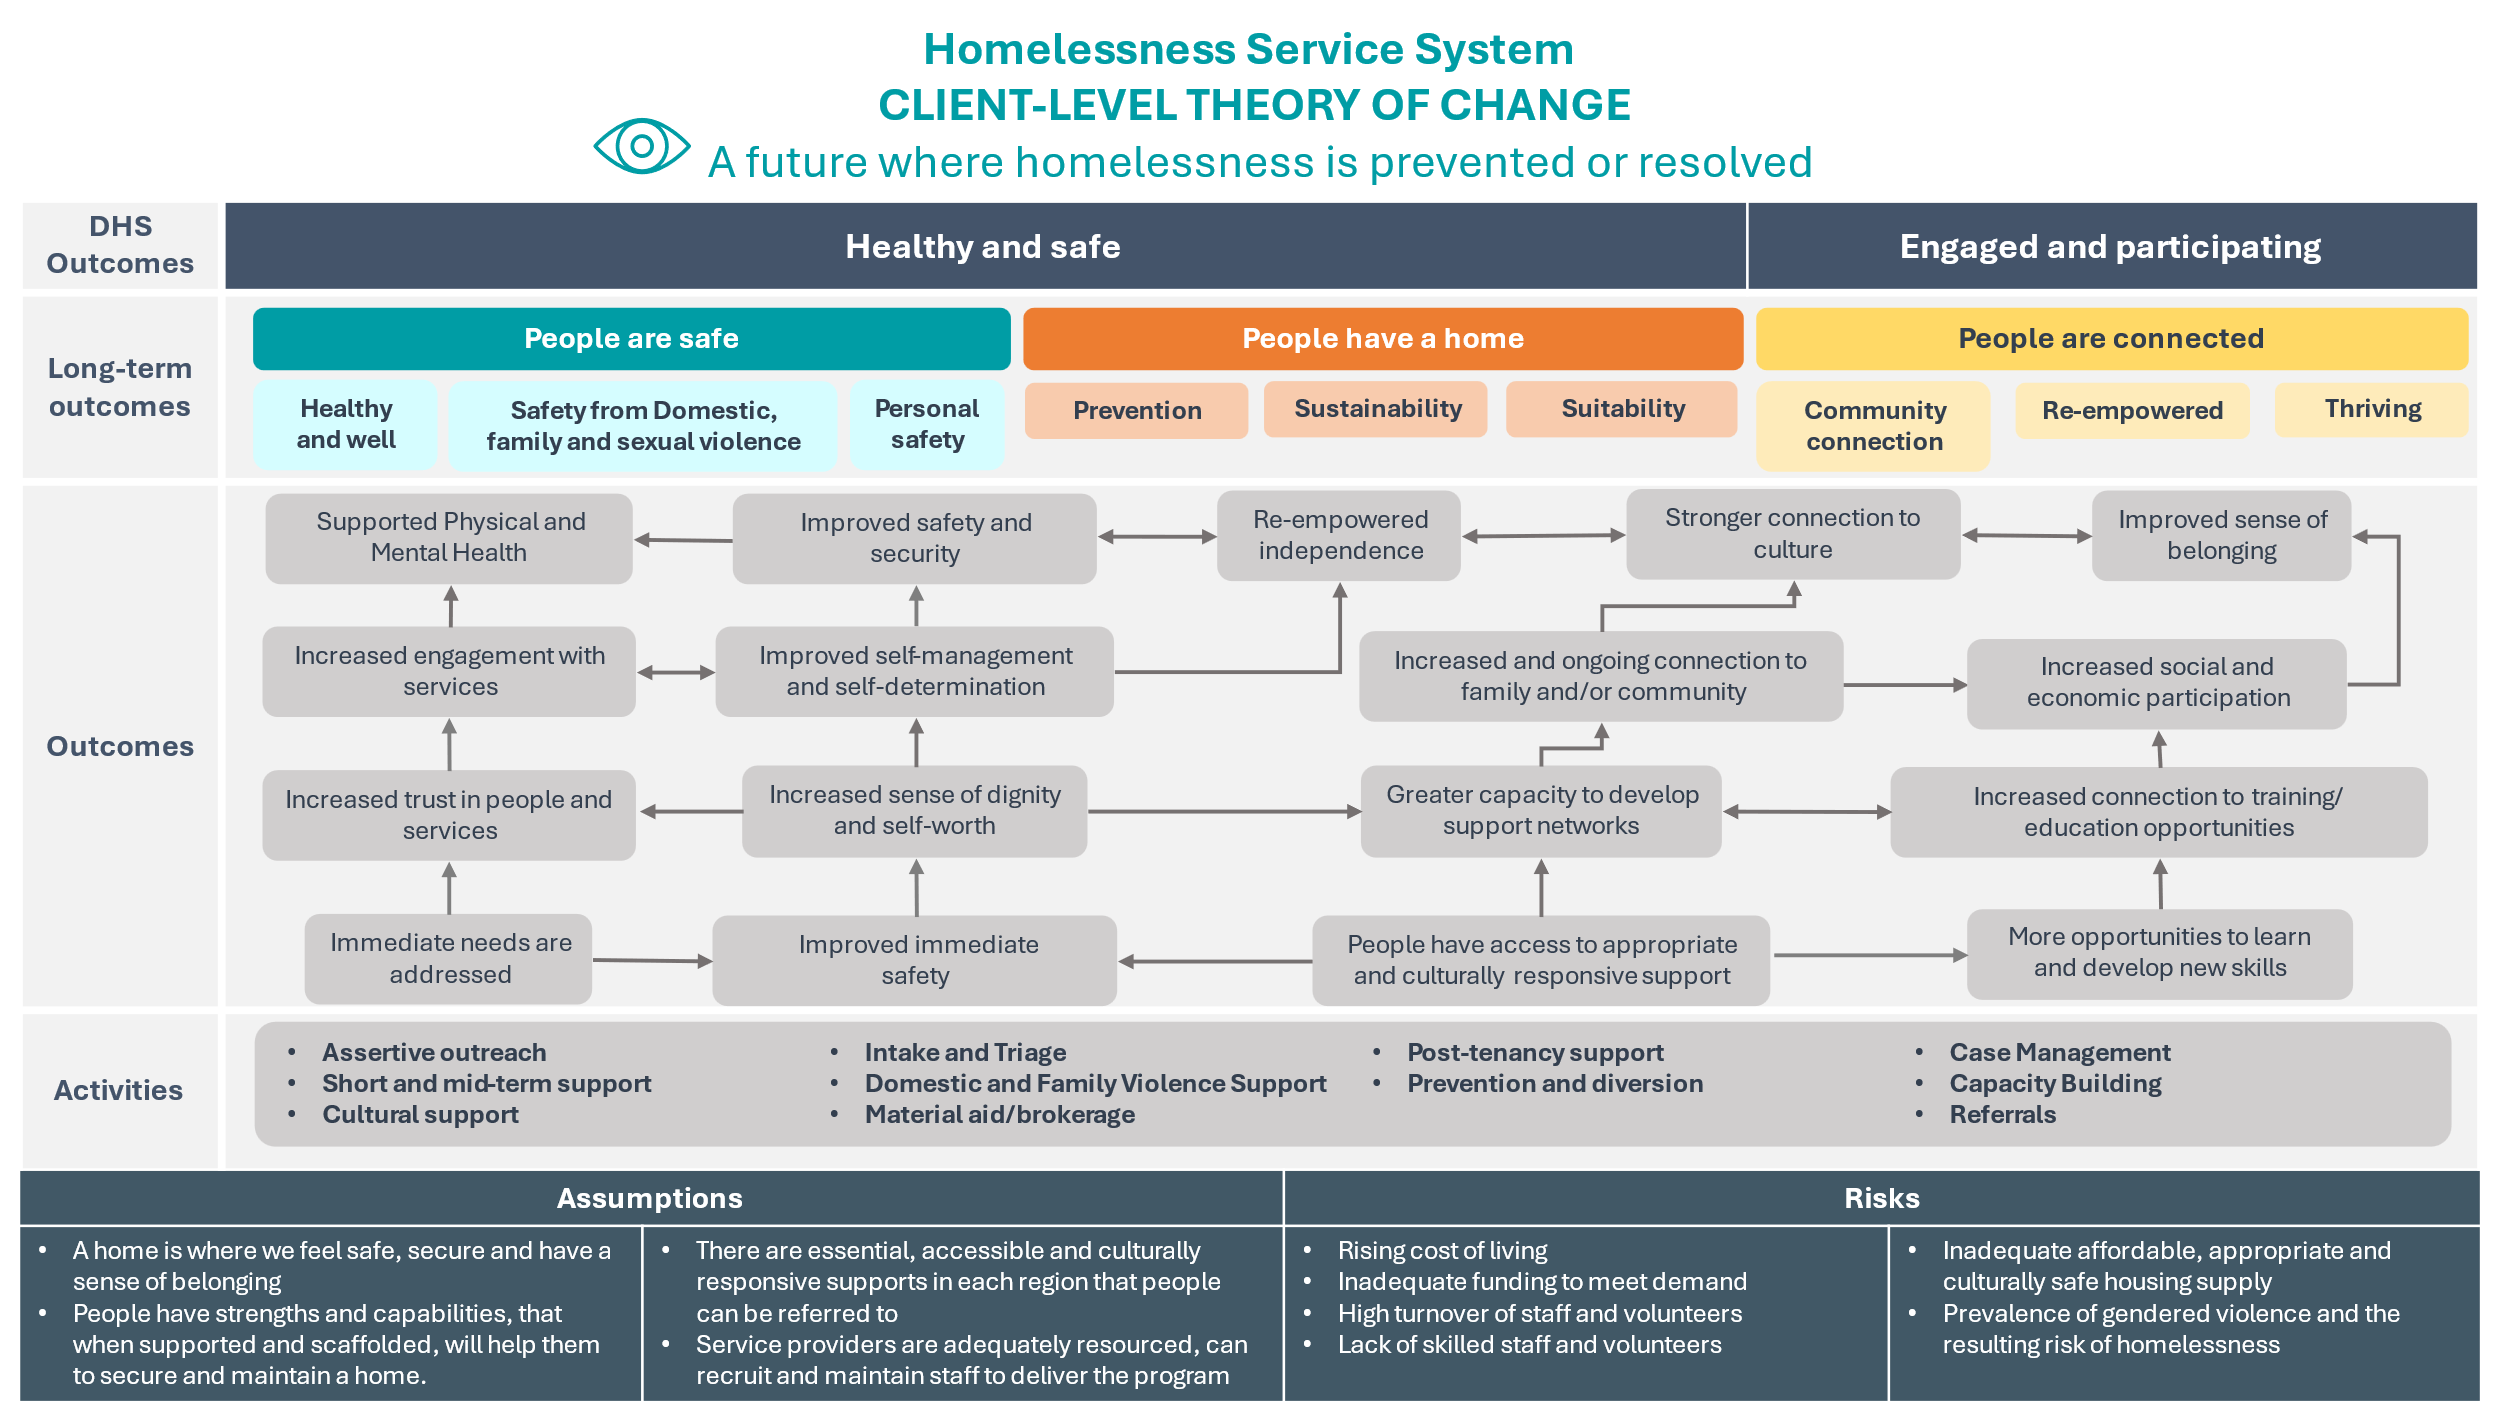 Homelessness Service System
CLIENT-LEVEL THEORY OF CHANGE
A future where homelessness is prevented or resolved
DHS
Outcomes
Healthy and safe
Engaged and participating
Long-term
outcomes
People are safe
People have a home
People are connected
Healthy
and well
Safety from Domestic,
family and sexual violence
Personal
safety
Prevention
Sustainability
Suitability
Community
connection
Re-empowered
Thriving
Outcomes
Supported Physical and
Mental Health
Improved safety and
security
Re-empowered
independence
Stronger connection to
culture
Improved sense of
belonging
Increased engagement with
services
Improved self-management
and self-determination
Increased and ongoing connection to
family and/or community
Increased social and
economic participation
Increased trust in people and
services
Increased sense of dignity
and self-worth
Greater capacity to develop
support networks
Increased connection to training/
education opportunities
Immediate needs are
addressed
Improved immediate
safety
People have access to appropriate
and culturally responsive support
More opportunities to learn
and develop new skills
Activities
• Assertive outreach
• Short and mid-term support
• Cultural support
• Intake and Triage
• Domestic and Family Violence Support
• Material aid/brokerage
• Post-tenancy support
• Prevention and diversion
• Case Management
• Capacity Building
• Referrals
Assumptions
• A home is where we feel safe, secure and have a
sense of belonging
• People have strengths and capabilities, that
when supported and scaffolded, will help them
to secure and maintain a home.
• There are essential, accessible and culturally
responsive supports in each region that people
can be referred to
• Service providers are adequately resourced, can
recruit and maintain staff to deliver the program
Risks
• Rising cost of living
• Inadequate funding to meet demand
• High turnover of staff and volunteers
• Lack of skilled staff and volunteers
• Inadequate affordable, appropriate and
culturally safe housing supply
• Prevalence of gendered violence and the
resulting risk of homelessness